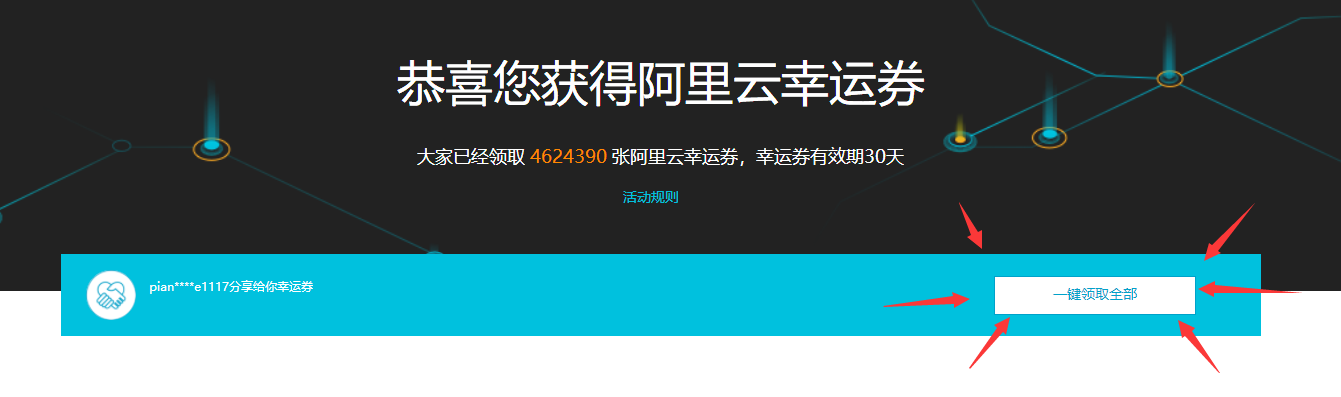 恭喜您获得阿里云幸运券
大家已经领取 4624390 张阿里云幸运券，幸运券有效期30天
活动规则
pian****e1117分享给你幸运券
一键领取全部